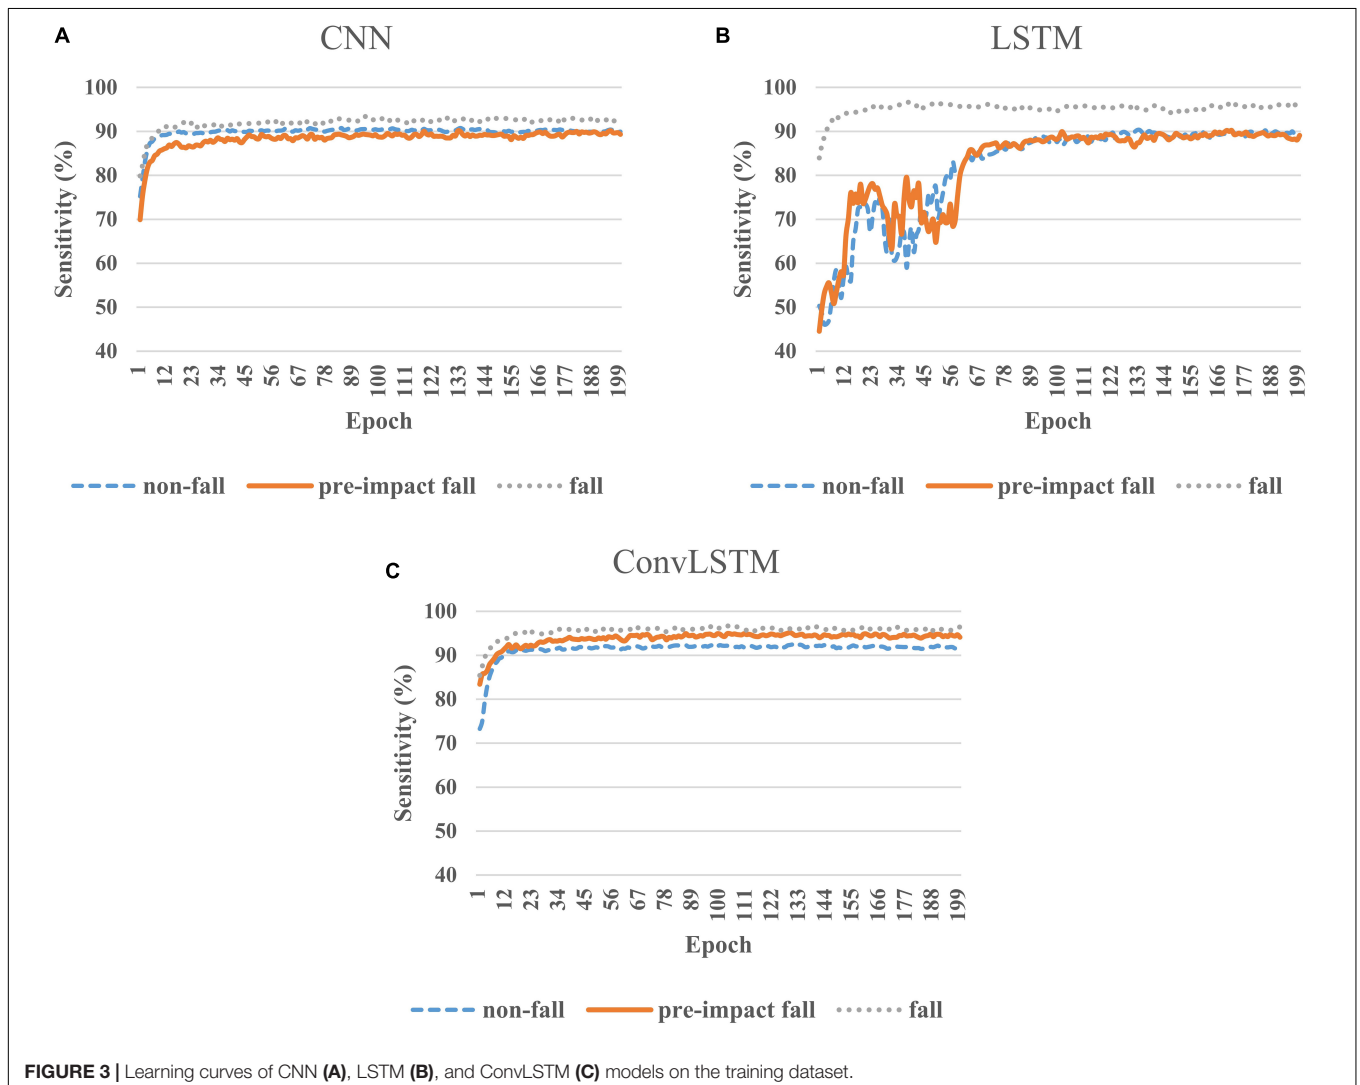 A
CNN
100
90
80
70
60
50
40
Sensitivity (%)
1 12 23 34 45 56 67 78 89 100 111 122 133 144 155 166 177 188 199
Epoch
non-fall pre-impact fall fall
B
LSTM
100
90
80
70
60
50
40
Sensitivity (%)
1 12 23 34 45 56 67 78 89 100 111 122 133 144 155 166 177 188 199
Epoch
non-fall pre-impact fall fall
C
ConvLSTM
100
90
80
70
60
50
40
Sensitivity (%)
1 12 23 34 45 56 67 78 89 100 111 122 133 144 155 166 177 188 199
Epoch
non-fall pre-impact fall fall
FIGURE 3 | Learning curves of CNN (A), LSTM (B), and ConvLSTM (C) models on the training dataset.